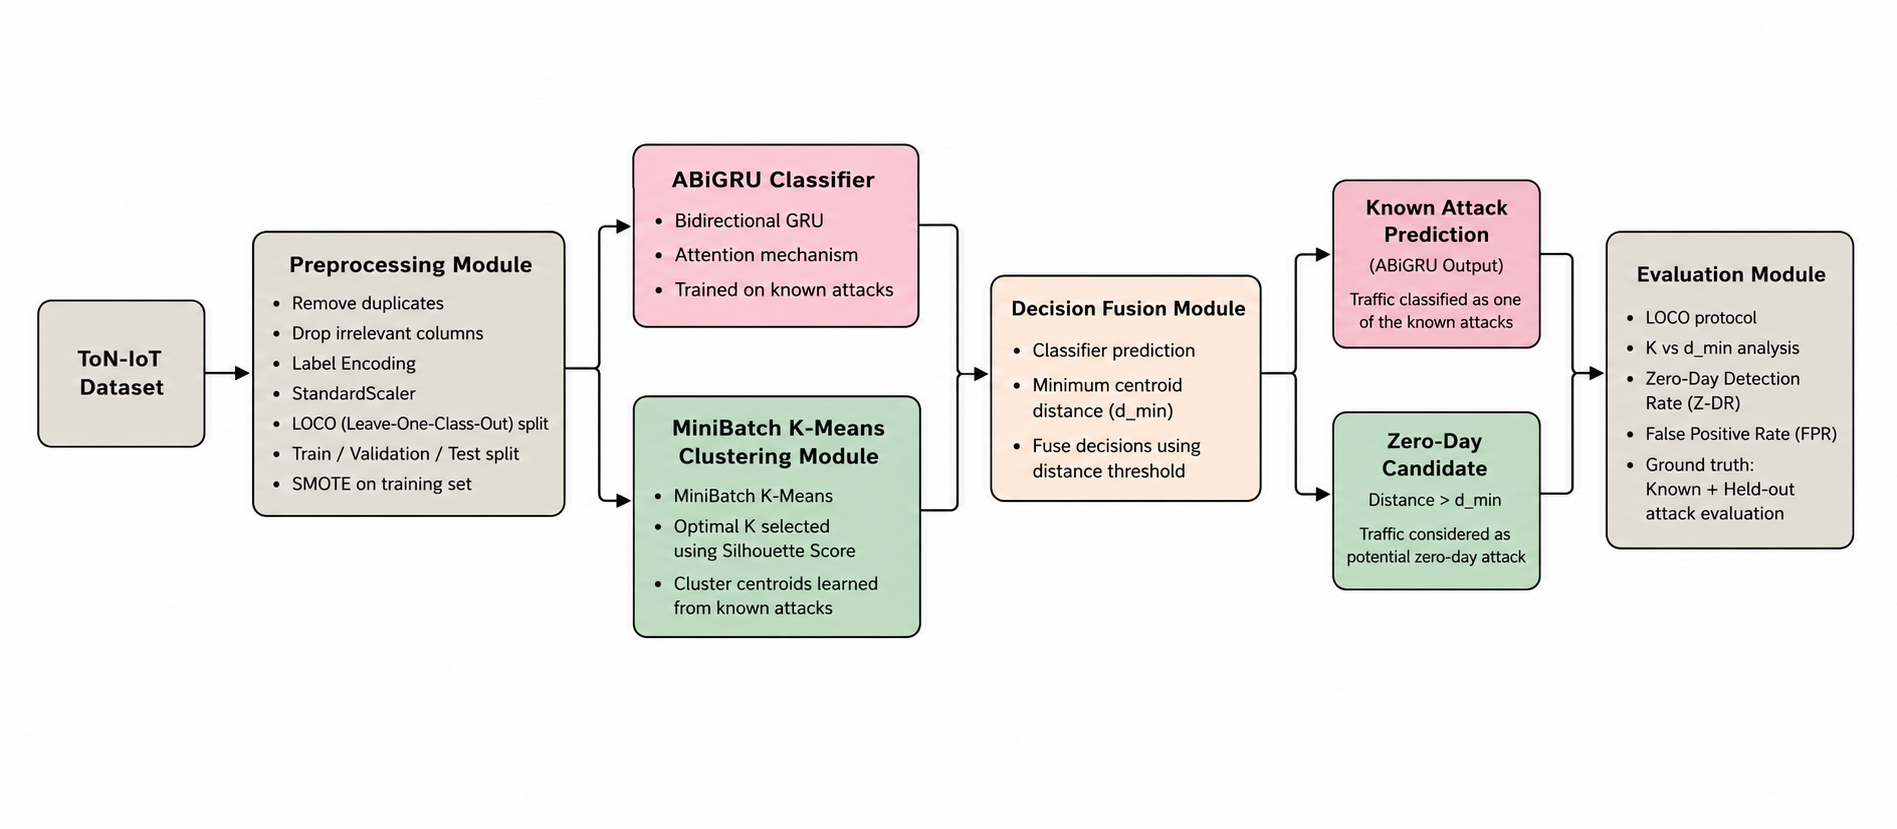 ToN-IoT
Dataset
Preprocessing Module
• Remove duplicates
• Drop irrelevant columns
• Label Encoding
• StandardScaler
• LOCO (Leave-One-Class-Out) split
• Train / Validation / Test split
• SMOTE on training set
ABiGRU Classifier
• Bidirectional GRU
• Attention mechanism
• Trained on known attacks
MiniBatch K-Means
Clustering Module
• MiniBatch K-Means
• Optimal K selected
using Silhouette Score
• Cluster centroids learned
from known attacks
Decision Fusion Module
• Classifier prediction
• Minimum centroid
distance (d_min)
• Fuse decisions using
distance threshold
Known Attack
Prediction
(ABiGRU Output)
Traffic classified as one
of the known attacks
Zero-Day
Candidate
Distance > d_min
Traffic considered as
potential zero-day attack
Evaluation Module
• LOCO protocol
• K vs d_min analysis
• Zero-Day Detection
Rate (Z-DR)
• False Positive Rate (FPR)
• Ground truth:
Known + Held-out
attack evaluation